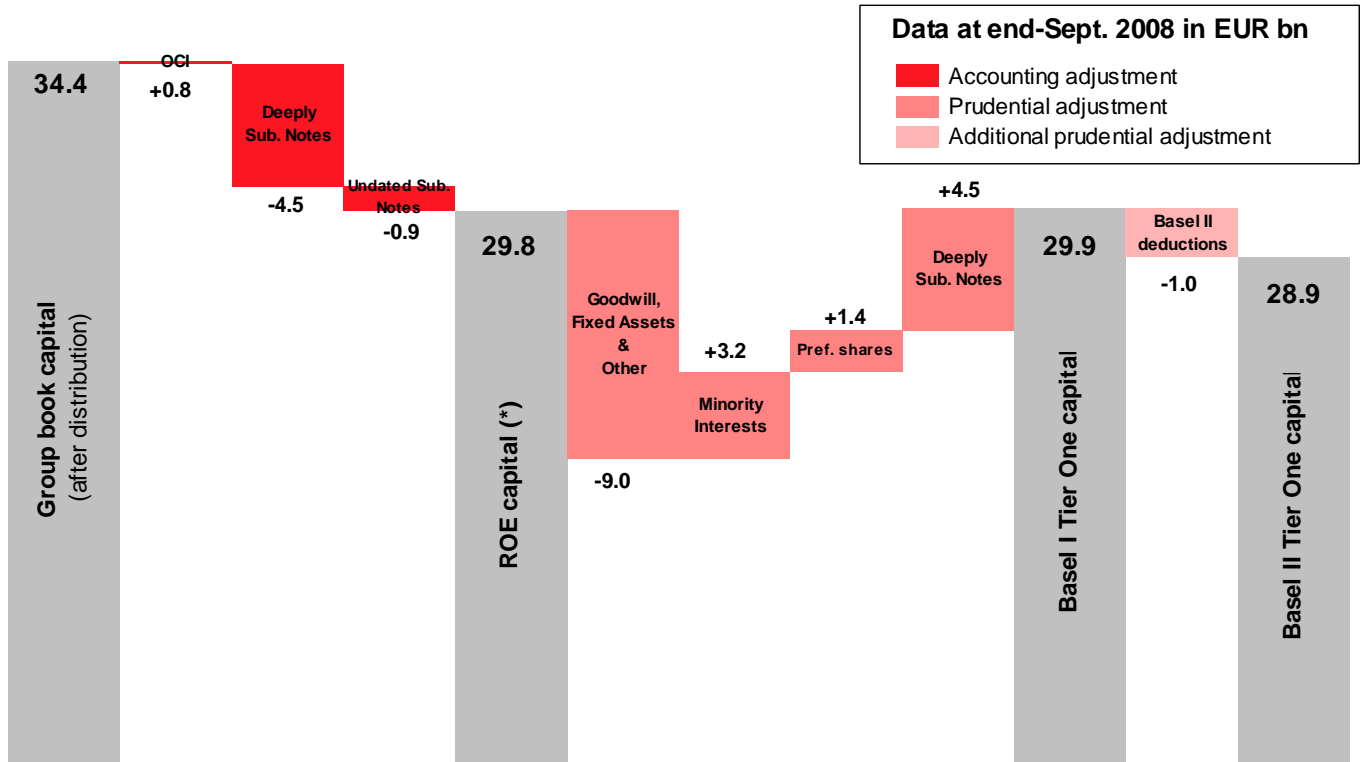 Data at end-Sept. 2008 in EUR bn
Accounting adjustment
Prudential adjustment
Additional prudential adjustment
34.4
Group book capital
(after distribution)
OCI
+0.8
Deeply
Sub. Notes
-4.5
Undated Sub.
Notes
-0.9
29.8
ROE capital (*)
Goodwill,
Fixed Assets
&
Other
-9.0
+3.2
Minority
Interests
+1.4
Pref. shares
+4.5
Deeply
Sub. Notes
29.9
Basel I Tier One capital
Basel II
deductions
-1.0
28.9
Basel II Tier One capital